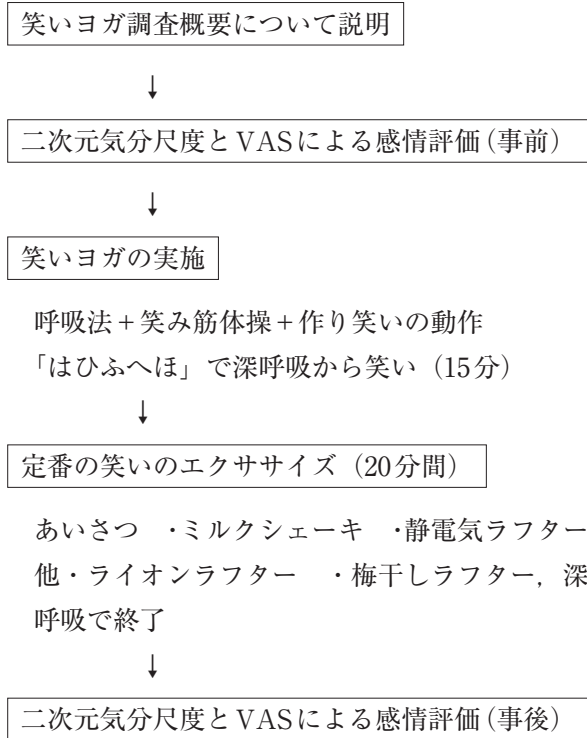 笑いヨガ調査概要について説明
↓
二次元気分尺度とVASによる感情評価(事前)
↓
笑いヨガの実施
呼吸法+笑み筋体操+作り笑いの動作
「はひふへほ」で深呼吸から笑い(15分)
↓
定番の笑いのエクササイズ(20分間)
あいさつ ・ミルクシェーキ ・静電気ラフター
他・ライオンラフター ・梅干しラフター，深
呼吸で終了
↓
二次元気分尺度とVASによる感情評価(事後)